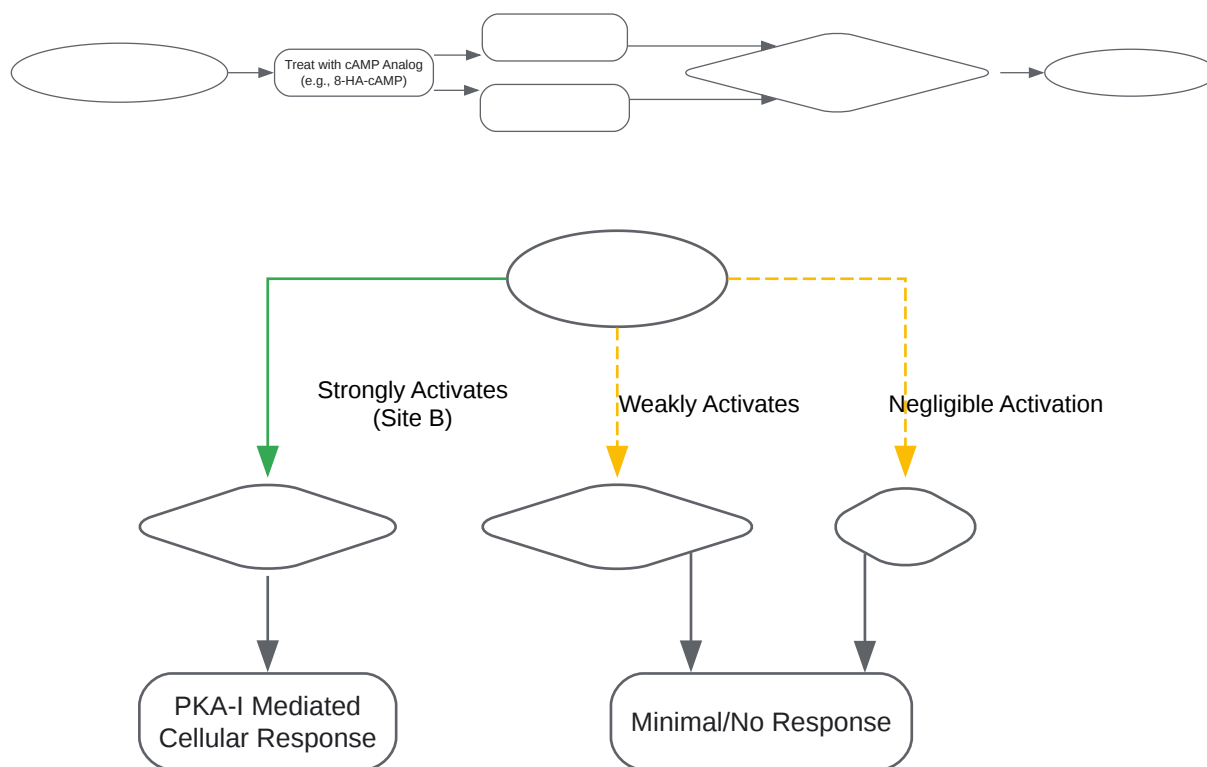 Treat with cAMP Analog
(e.g., 8-HA-cAMP)
Strongly Activates
(Site B)
Weakly Activates
Negligible Activation
PKA-I Mediated
Cellular Response
Minimal/No Response